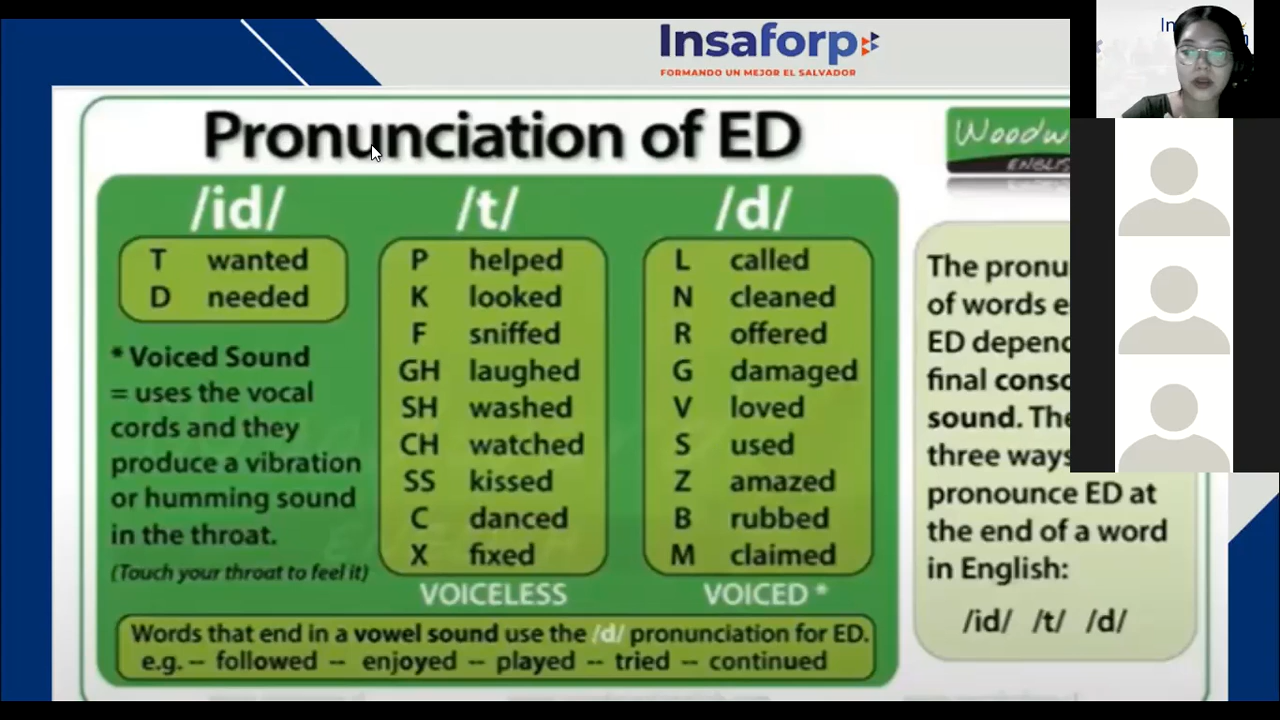 Insaforp
FORMANDO UN MEJOR EL SALVADOR
Pronunciation of ED
/id/
T wanted
D needed
* Voiced Sound
= uses the vocal
cords and they
produce a vibration
or humming sound
in the throat.
(Touch your throat to feel it)
/t/
P helped
K looked
F sniffed
GH laughed
SH washed
CH watched
SS kissed
C danced
X fixed
VOICELESS
/d/
L called
N cleaned
R offered
G damaged
V loved
S used
Z amazed
B rubbed
M claimed
VOICED *
Words that end in a vowel sound use the /d/ pronunciation for ED.
e.g. -- followed -- enjoyed -- played -- tried -- continued
The
of words
ED
final
sound.
three ways
pronounce ED at
the end of a word
in English:
/id/ /t/ /d/